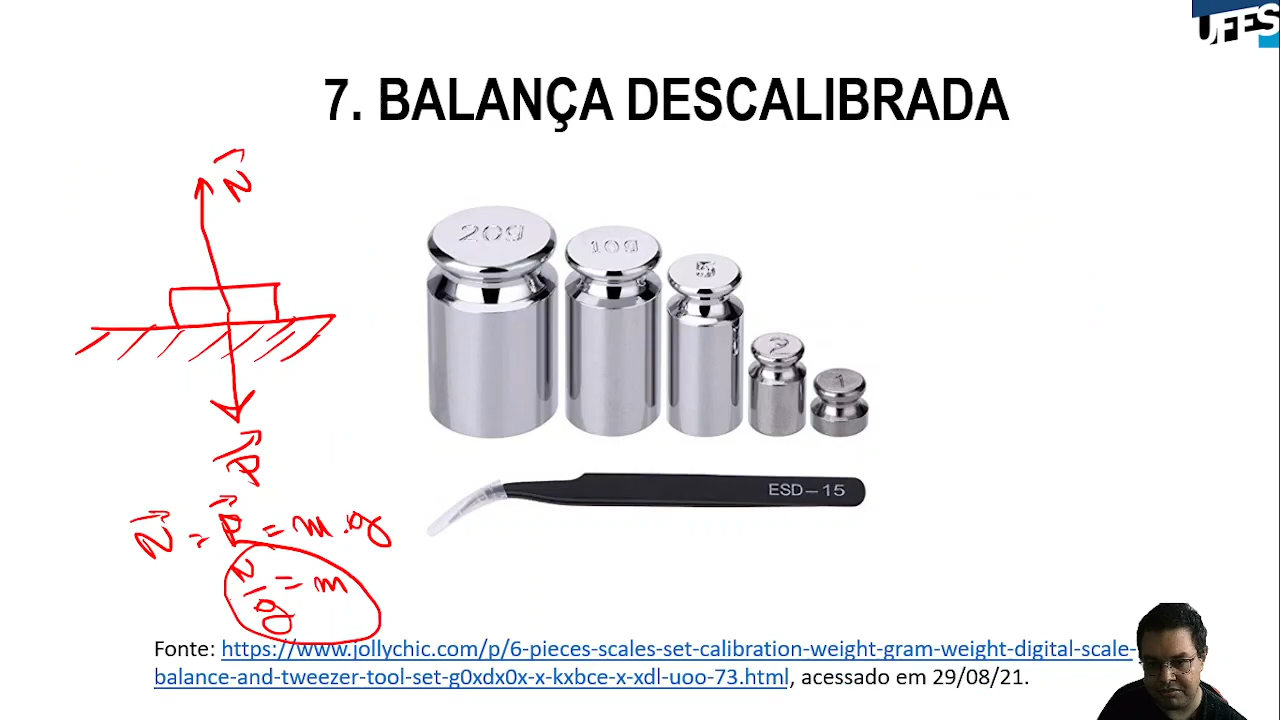 UFES
7. BALANÇA DESCALIBRADA
N
20g
10g
5
2
1
P
ESD-15
N = P = m.g
N/g = m
Fonte: https://www.jollychic.com/p/6-pieces-scales-set-calibration-weight-gram-weight-digital-scale-
balance-and-tweezer-tool-set-g0xdx0x-x-kxbce-x-xdl-uoo-73.html, acessado em 29/08/21.